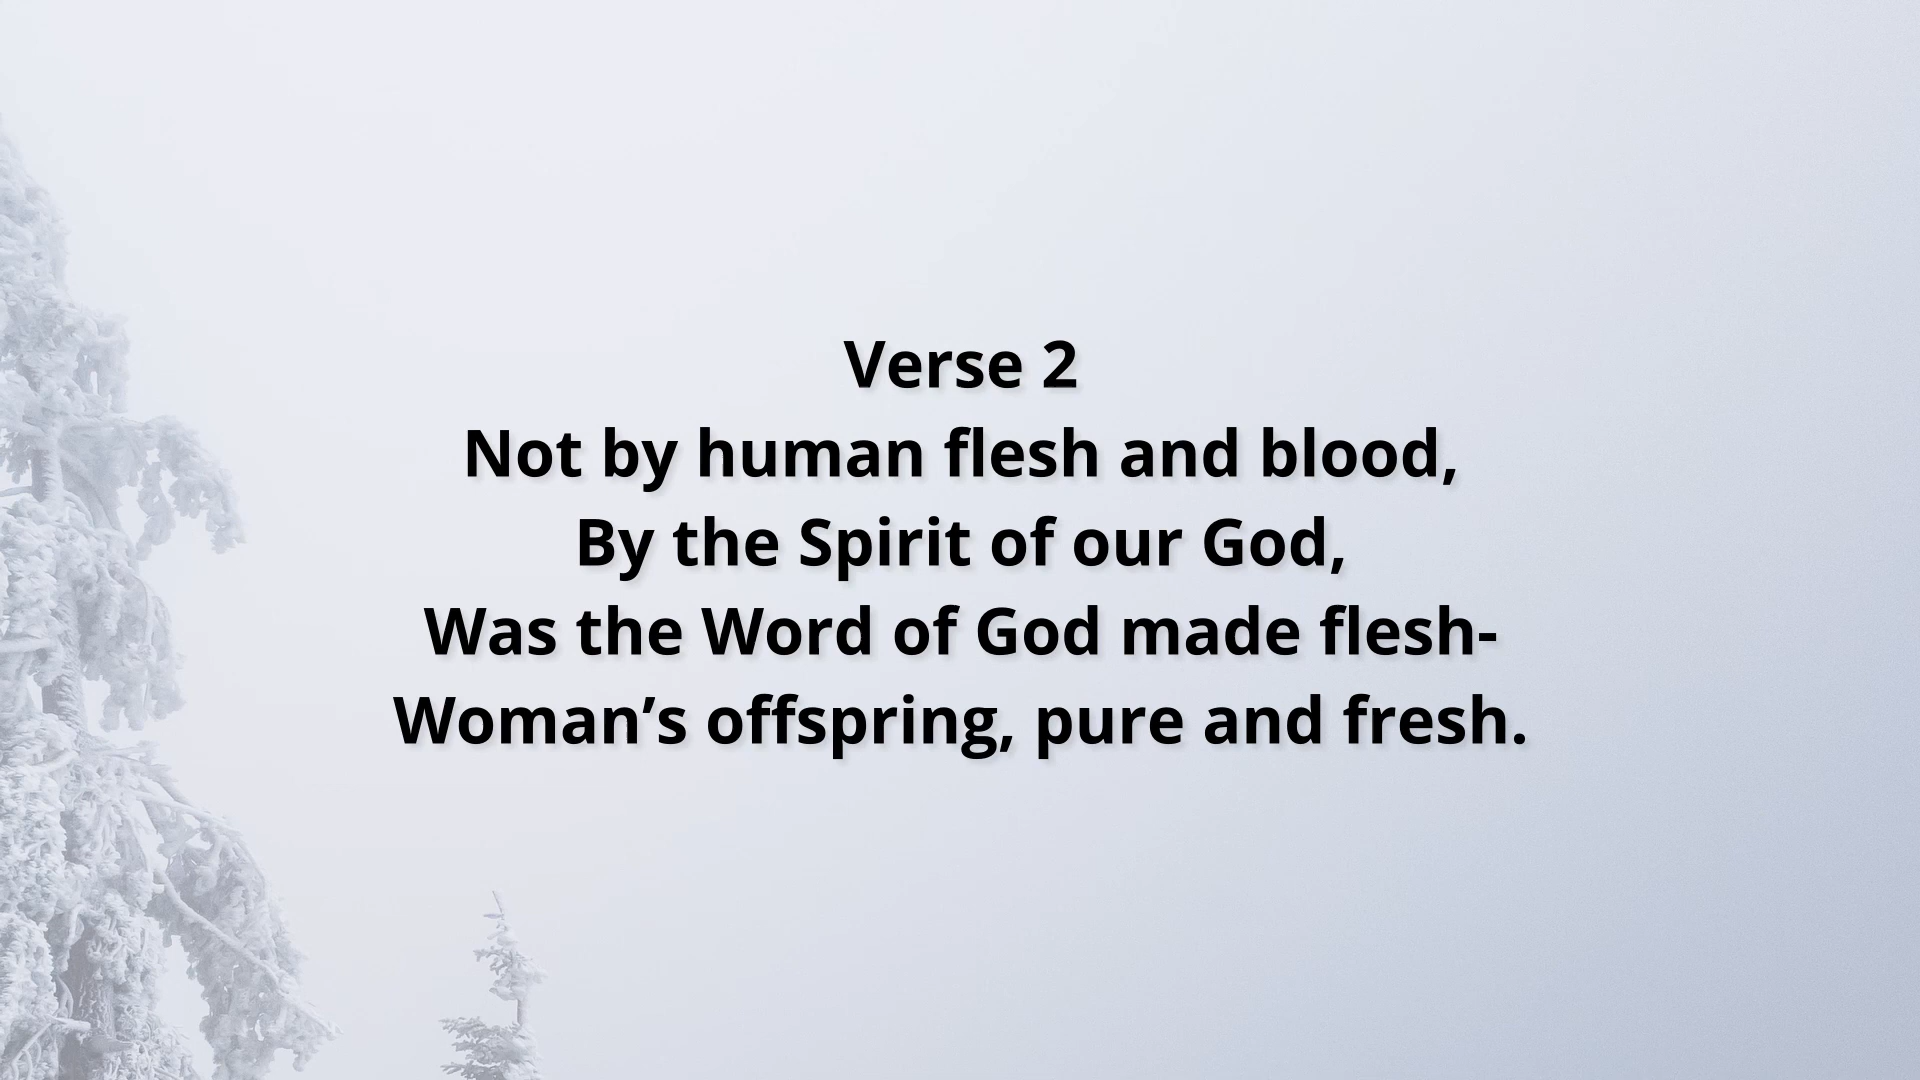 Verse 2
Not by human flesh and blood,
By the Spirit of our God,
Was the Word of God made flesh-
Woman’s offspring, pure and fresh.